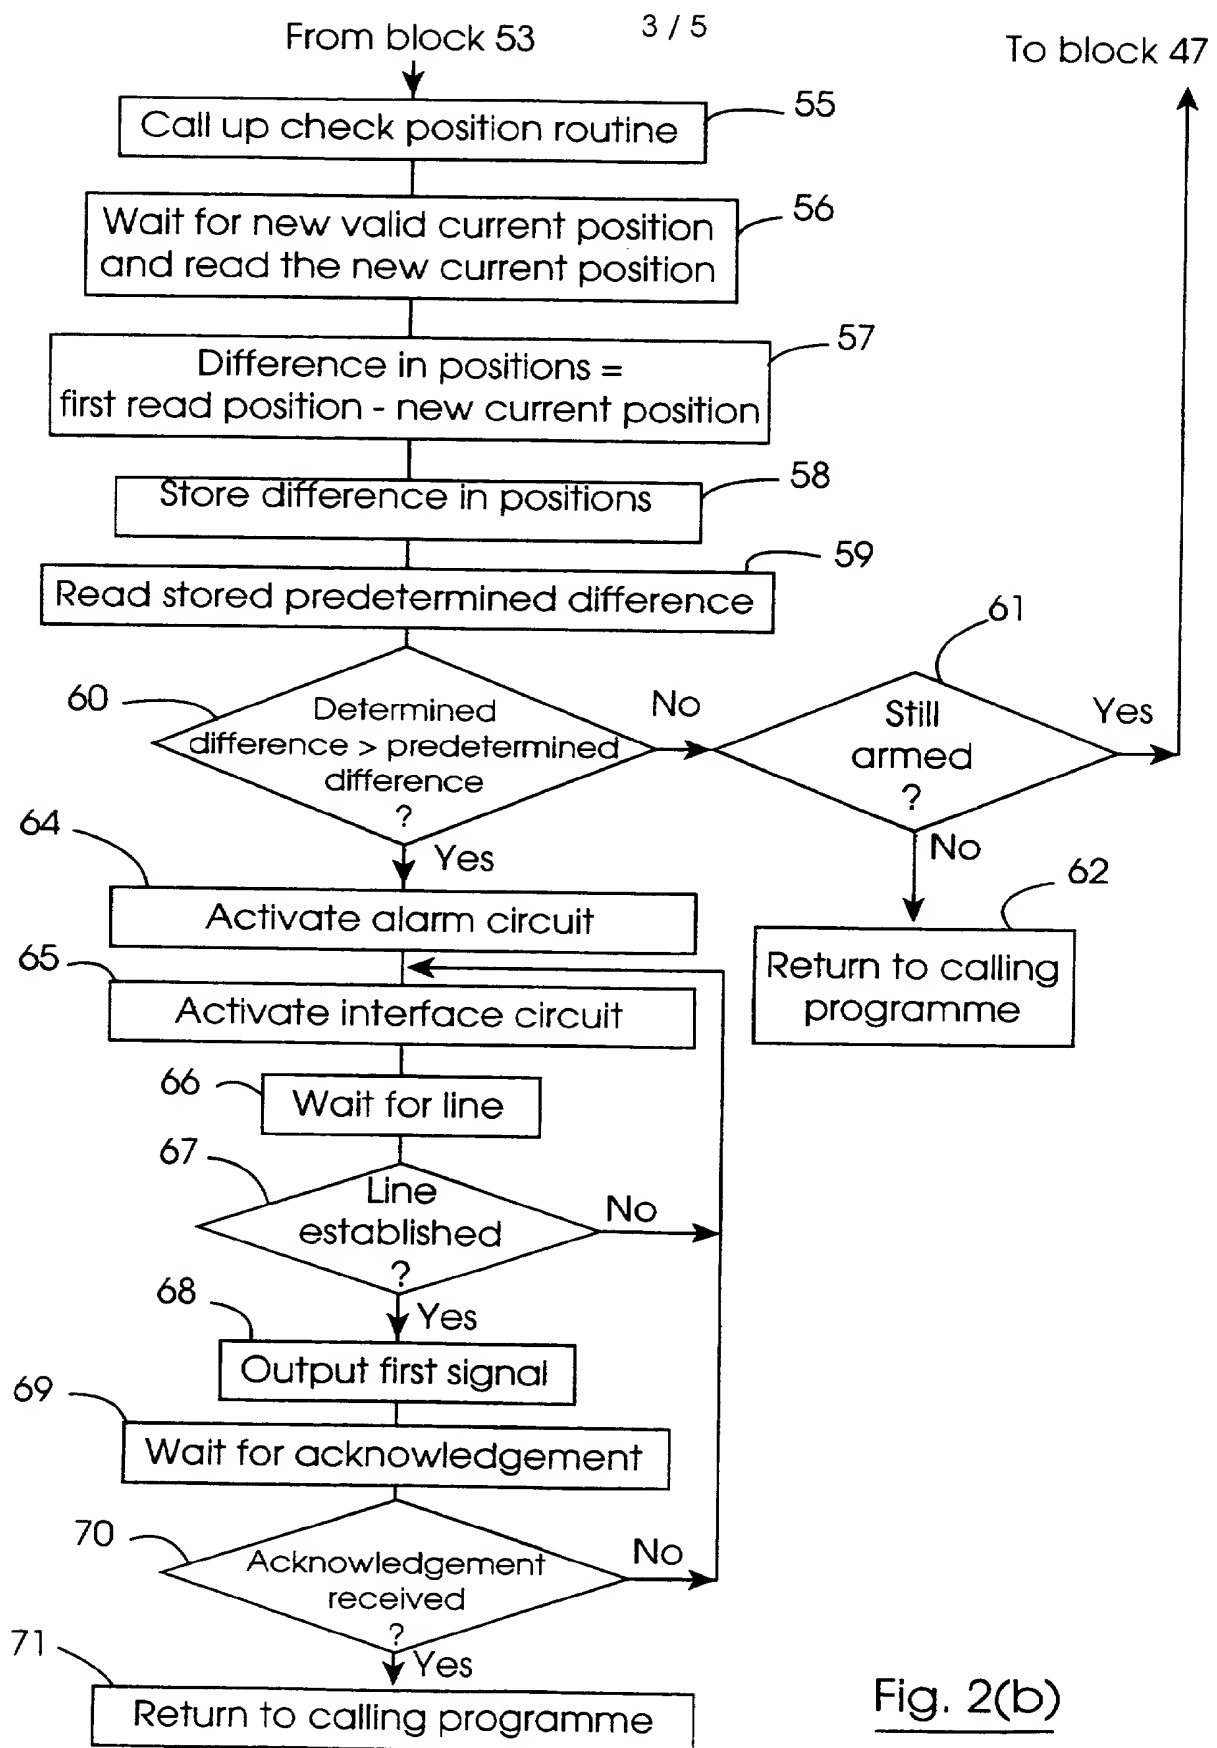 3 / 5
From block 53
To block 47
55
Call up check position routine
56
Wait for new valid current position
and read the new current position
57
Difference in positions =
first read position - new current position
58
Store difference in positions
59
Read stored predetermined difference
60
Determined
difference > predetermined
difference
?
No
61
Still
armed
?
Yes
No
62
Return to calling
programme
Yes
64
Activate alarm circuit
65
Activate interface circuit
66
Wait for line
67
Line
established
?
No
Yes
68
Output first signal
69
Wait for acknowledgement
70
Acknowledgement
received
?
No
Yes
71
Return to calling programme
Fig. 2(b)